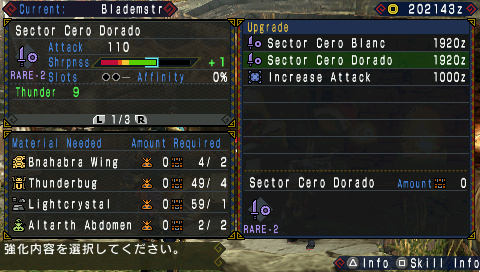 Current: Blademstr
202143z
Sector Cero Dorado
Attack 110
Shrpnss +1
RARE-2 Slots ○○- Affinity 0%
Thunder 9
L 1/3 R
Material Needed Amount Required
Bnahabra Wing 0 4/ 2
Thunderbug 0 49/ 4
Lightcrystal 0 59/ 1
Altarth Abdomen 0 2/ 2
Upgrade
Sector Cero Blanc 1920z
Sector Cero Dorado 1920z
Increase Attack 1000z
Sector Cero Dorado Amount 0
RARE-2
強化内容を選択してください。
△ Info □ Skill Info